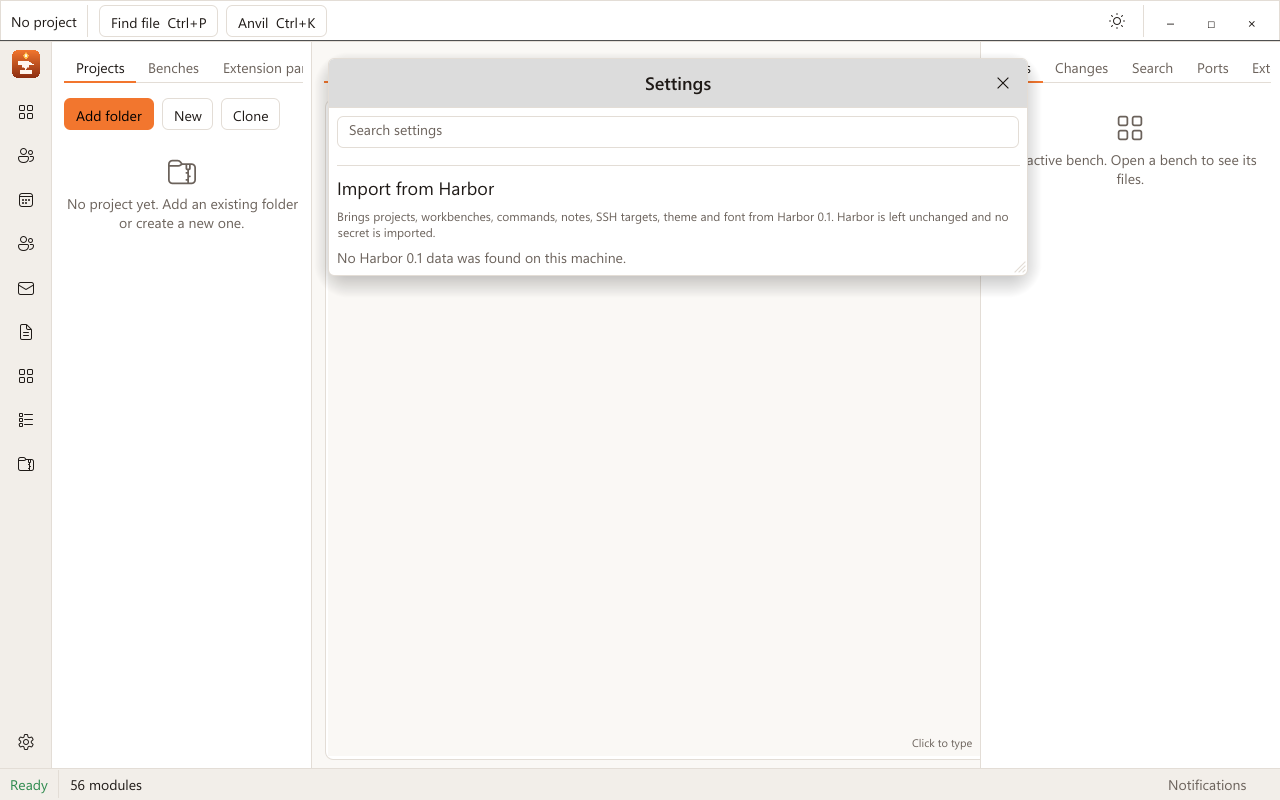 No project
Find file Ctrl+P
Anvil Ctrl+K
Projects
Benches
Extension par
Changes
Search
Ports
Ext
Add folder
New
Clone
No project yet. Add an existing folder
or create a new one.
Settings
Search settings
Import from Harbor
Brings projects, workbenches, commands, notes, SSH targets, theme and font from Harbor 0.1. Harbor is left unchanged and no
secret is imported.
No Harbor 0.1 data was found on this machine.
active bench. Open a bench to see its
files.
Click to type
Ready
56 modules
Notifications